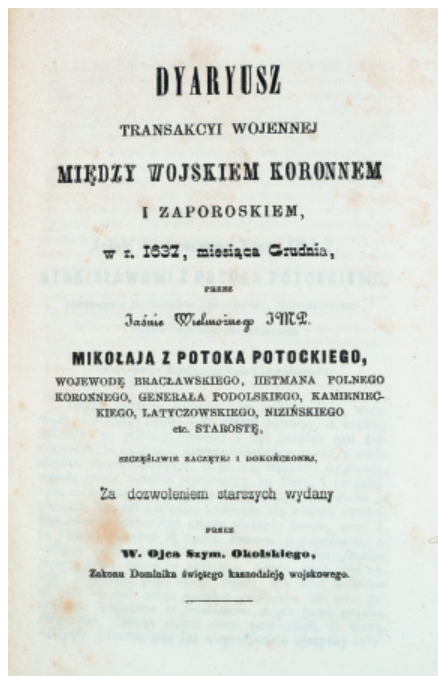 DYARYUSZ
TRANSAKCYI WOJENNEJ
MIĘDZY WOJSKIEM KORONNEM
I ZAPOROSKIEM,
w r. 1637, miesiąca Grudnia,
PRZEZ
Jaśnie Wielmożnego JMP.
MIKOŁAJA Z POTOKA POTOCKIEGO,
WOJEWODĘ BRACŁAWSKIEGO, HETMANA POLNEGO
KORONNEGO, GENERAŁA PODOLSKIEGO, KAMIENIEC-
KIEGO, LATYCZOWSKIEGO, NIZIŃSKIEGO
etc. STAROSTĘ,
SZCZĘŚLIWIE ZACZĘTEJ I DOKOŃCZONEJ,
Za dozwoleniem starszych wydany
PRZEZ
W. Ojca Szym. Okolskiego,
Zakonu Dominika świętego kaznodzieję wojskowego.